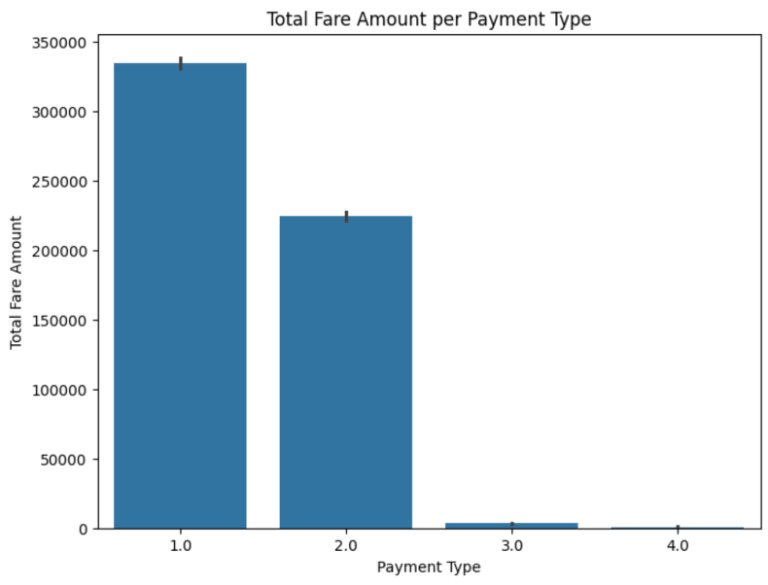 Total Fare Amount per Payment Type
350000
300000
250000
200000
150000
100000
50000
0
Total Fare Amount
1.0 2.0 3.0 4.0
Payment Type